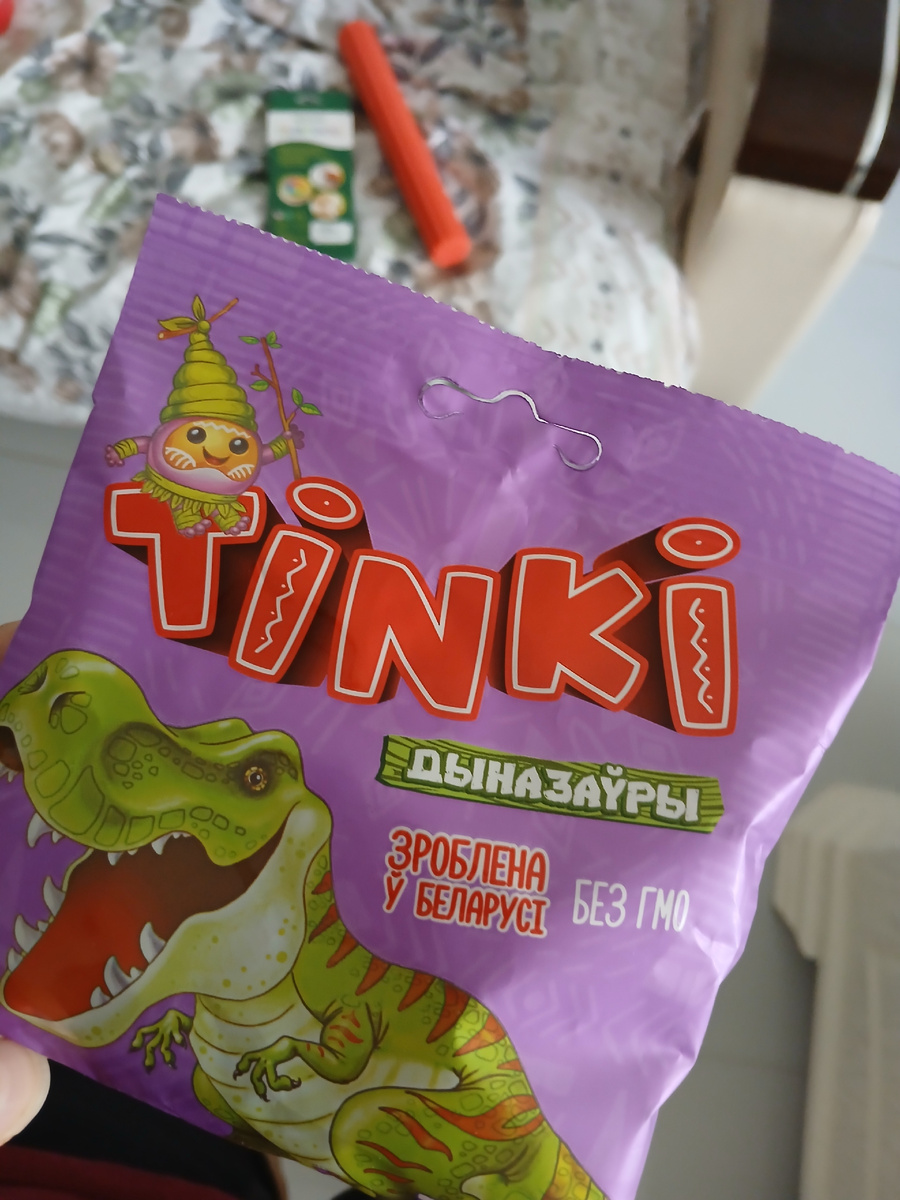 TiNKi
ДЫНАЗАЎРЫ
ЗРОБЛЕНА
Ў БЕЛАРУСІ
БЕЗ ГМО